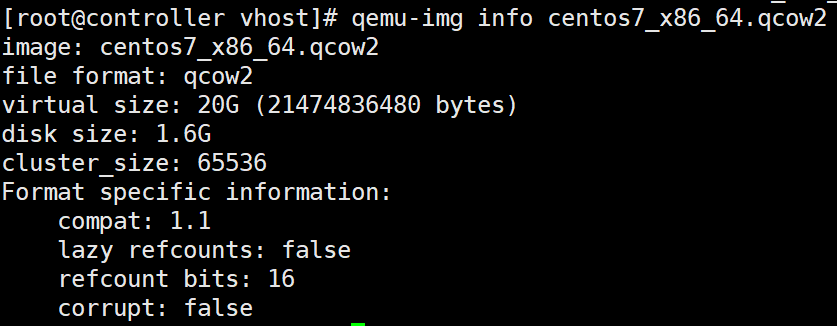 [root@controller vhost]# qemu-img info centos7_x86_64.qcow2
image: centos7_x86_64.qcow2
file format: qcow2
virtual size: 20G (21474836480 bytes)
disk size: 1.6G
cluster_size: 65536
Format specific information:
    compat: 1.1
    lazy refcounts: false
    refcount bits: 16
    corrupt: false